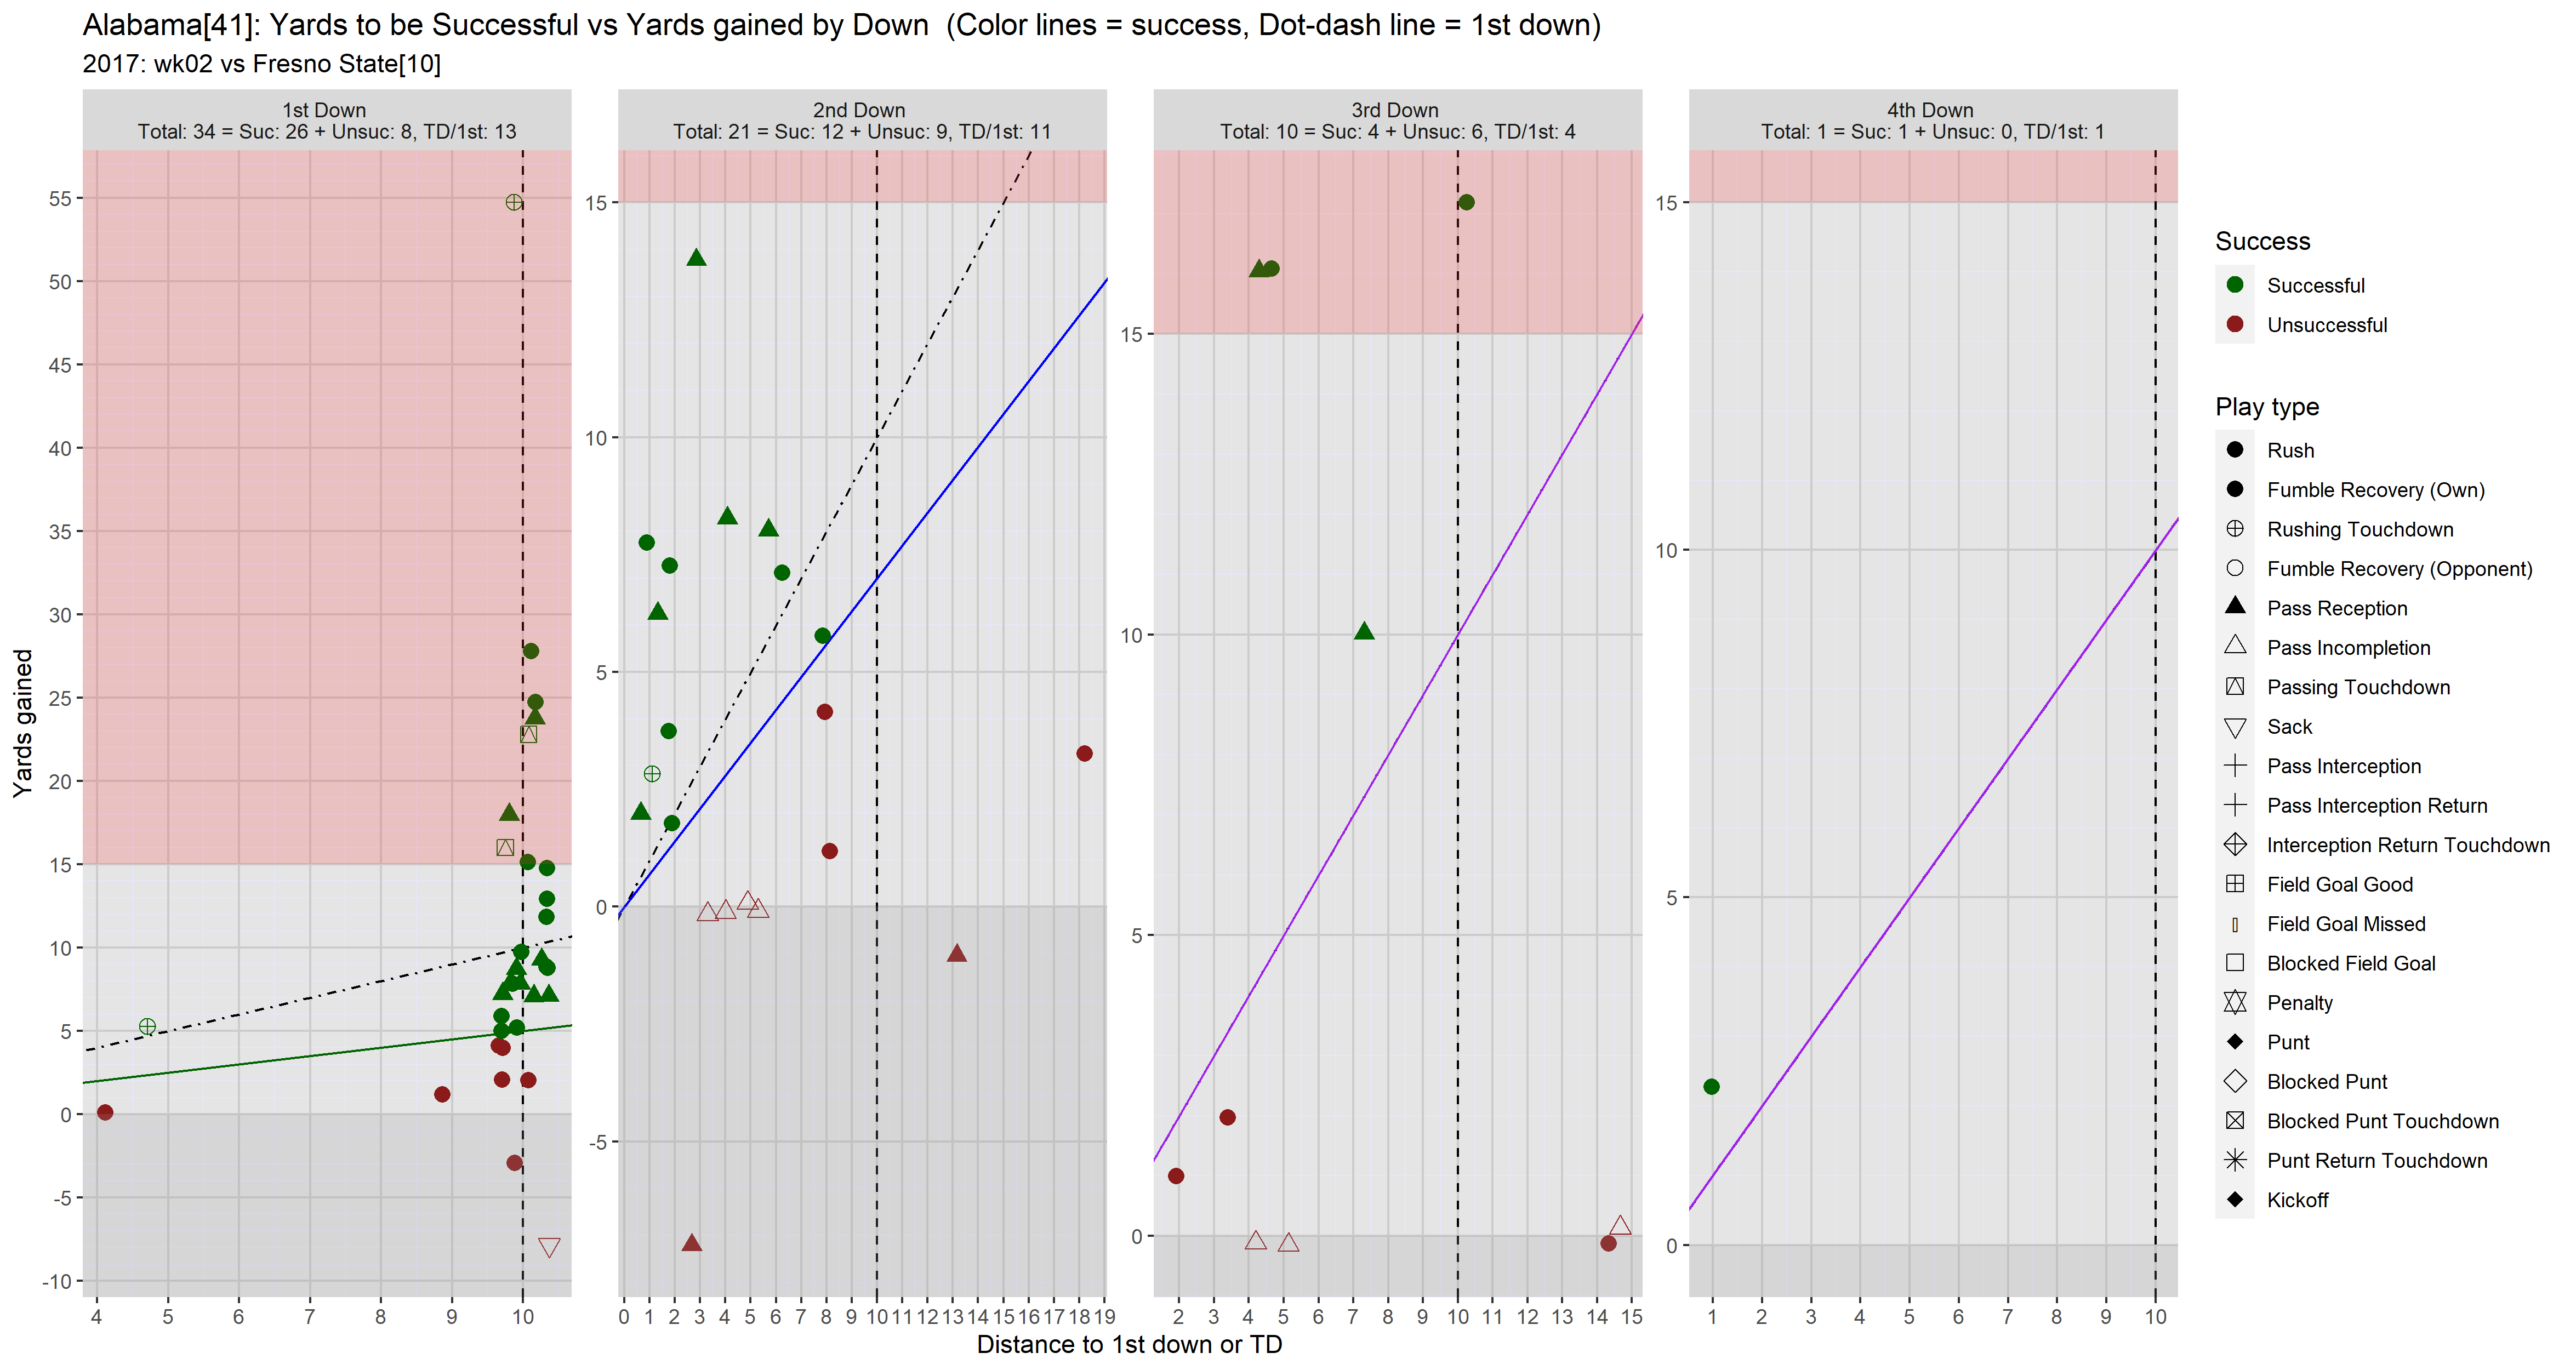 Alabama[41]: Yards to be Successful vs Yards gained by Down  (Color lines = success, Dot-dash line = 1st down)
2017: wk02 vs Fresno State[10]
1st Down
Total: 34 = Suc: 26 + Unsuc: 8, TD/1st: 13
2nd Down
Total: 21 = Suc: 12 + Unsuc: 9, TD/1st: 11
3rd Down
Total: 10 = Suc: 4 + Unsuc: 6, TD/1st: 4
4th Down
Total: 1 = Suc: 1 + Unsuc: 0, TD/1st: 1
Yards gained
55
50
45
40
35
30
25
20
15
10
5
0
-5
-10
4 5 6 7 8 9 10
15
10
5
0
-5
0 1 2 3 4 5 6 7 8 9 10 11 12 13 14 15 16 17 18 19
15
10
5
0
2 3 4 5 6 7 8 9 10 11 12 13 14 15
15
10
5
0
1 2 3 4 5 6 7 8 9 10
Distance to 1st down or TD
Success
Successful
Unsuccessful
Play type
Rush
Fumble Recovery (Own)
Rushing Touchdown
Fumble Recovery (Opponent)
Pass Reception
Pass Incompletion
Passing Touchdown
Sack
Pass Interception
Pass Interception Return
Interception Return Touchdown
Field Goal Good
Field Goal Missed
Blocked Field Goal
Penalty
Punt
Blocked Punt
Blocked Punt Touchdown
Punt Return Touchdown
Kickoff